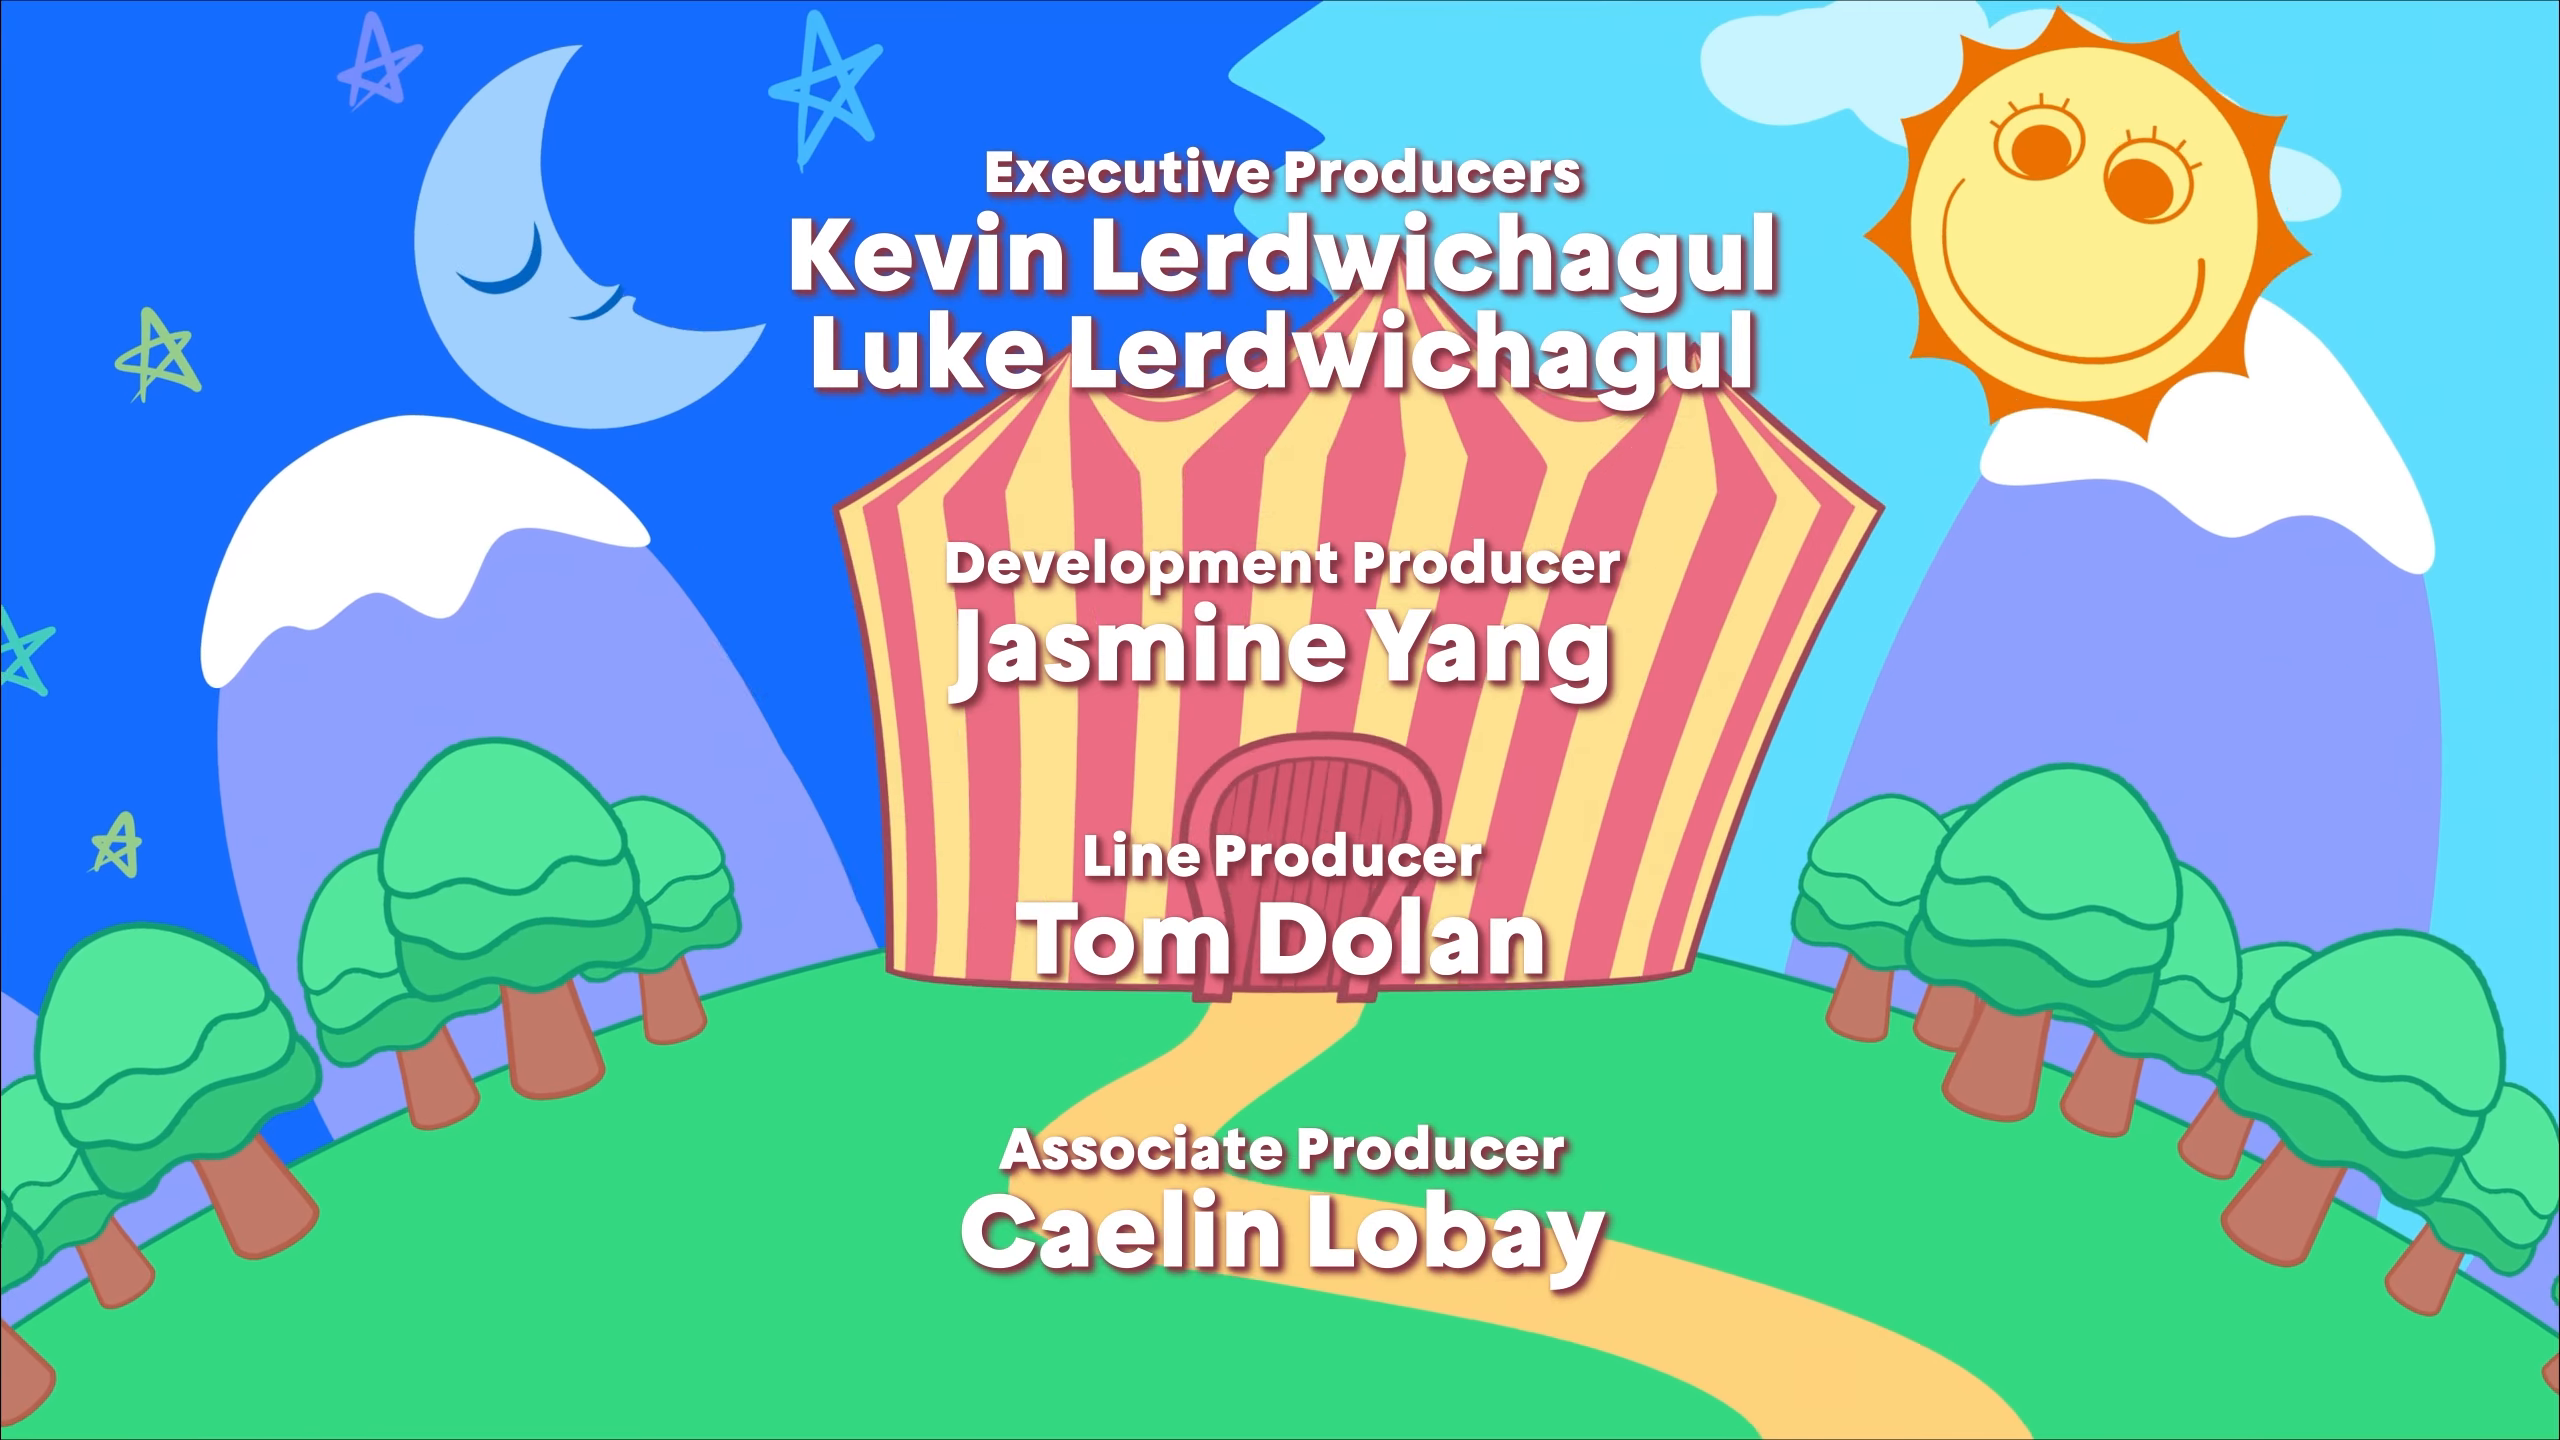 Executive Producers
Kevin Lerdwichagul
Luke Lerdwichagul
Development Producer
Jasmine Yang
Line Producer
Tom Dolan
Associate Producer
Caelin Lobay